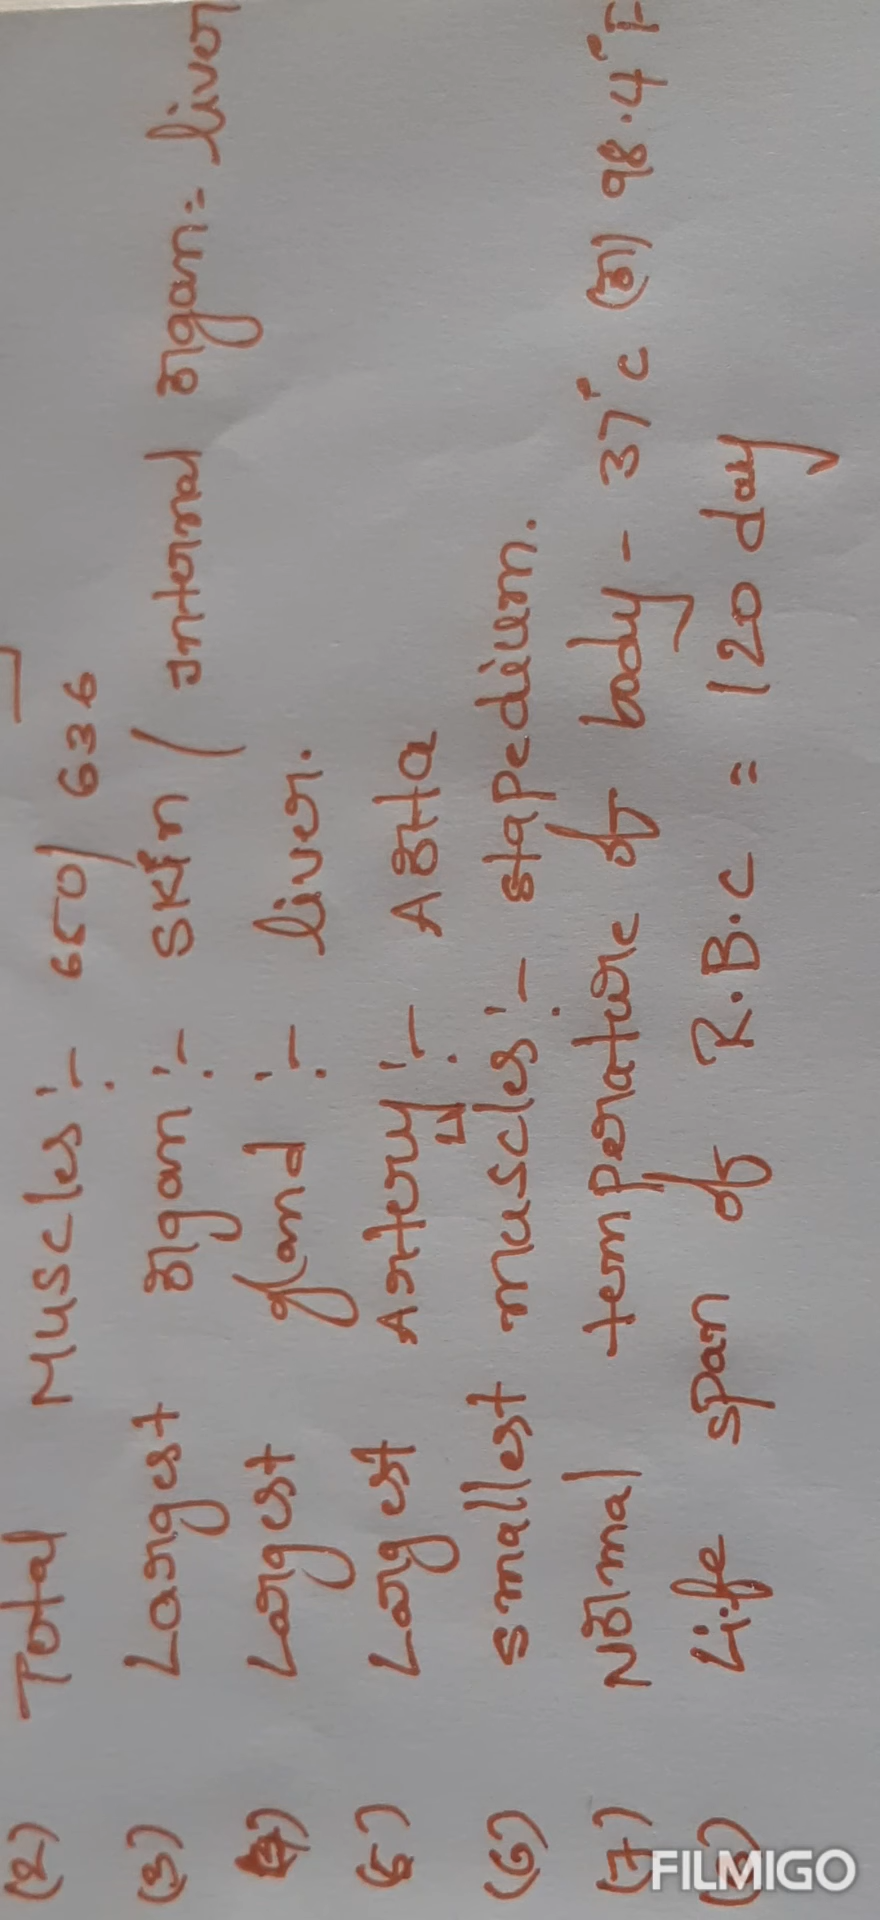 (2) Total Muscles:- 650/636
(3) Largest organ:- Skin/Internal organ= liver
(4) Largest gland :- liver.
(5) Largest Artery:- Aorta
(6) smallest muscles:- stapedium.
(7) Normal temperature of body - 37°c (or) 98.4°F
(8) Life span of R.B.C = 120 day
FILMIGO